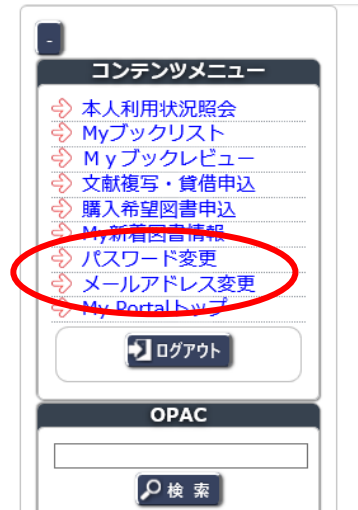 -
コンテンツメニュー
本人利用状況照会
Myブックリスト
Ｍｙブックレビュー
文献複写・貸借申込
購入希望図書申込
My新着図書情報
パスワード変更
メールアドレス変更
My Portalトップ
ログアウト
OPAC
検 索